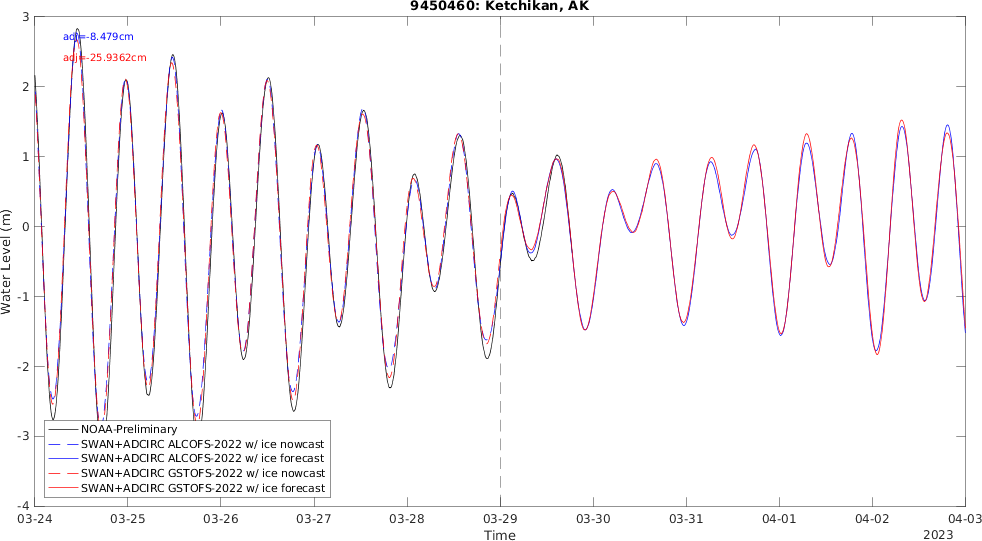 9450460: Ketchikan, AK
adj=-8.479cm
adj=-25.9362cm
Water Level (m)
3
2
1
0
-1
-2
-3
-4
NOAA-Preliminary
SWAN+ADCIRC ALCOFS-2022 w/ ice nowcast
SWAN+ADCIRC ALCOFS-2022 w/ ice forecast
SWAN+ADCIRC GSTOFS-2022 w/ ice nowcast
SWAN+ADCIRC GSTOFS-2022 w/ ice forecast
03-24 03-25 03-26 03-27 03-28 03-29 03-30 03-31 04-01 04-02 04-03
Time
2023